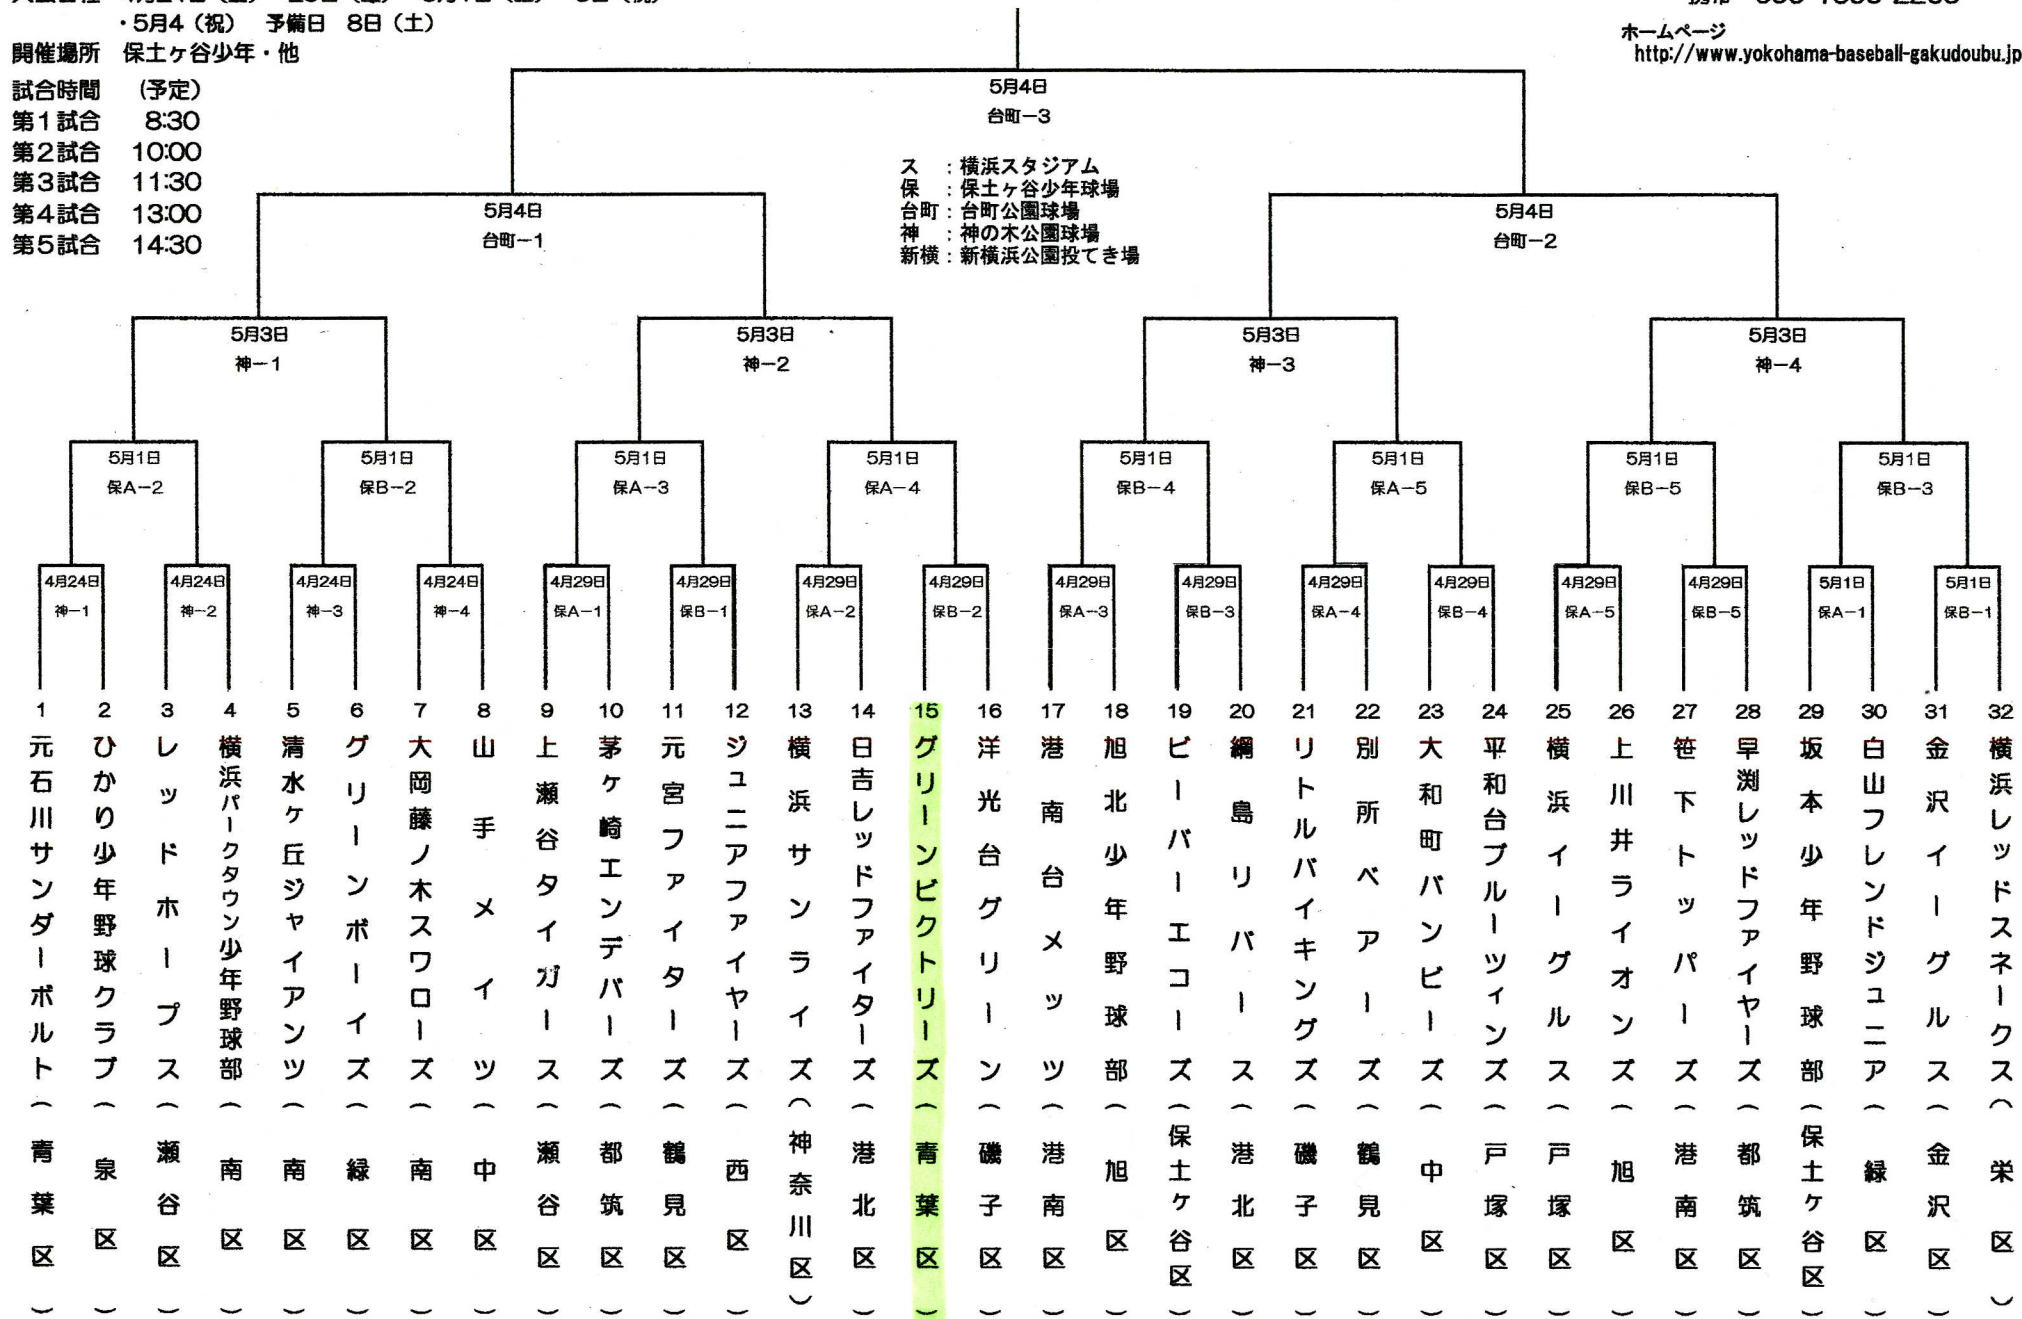 ・5月4（祝）　予備日　8日（土）
開催場所　保土ヶ谷少年・他
試合時間　（予定）
第1試合　8:30
第2試合　10:00
第3試合　11:30
第4試合　13:00
第5試合　14:30
ホームページ
http://www.yokohama-baseball-gakudoubu.jp
5月4日
台町－3
ス　：横浜スタジアム
保　：保土ヶ谷少年球場
台町：台町公園球場
神　：神の木公園球場
新横：新横浜公園投てき場
5月4日
台町－1
5月4日
台町－2
5月3日
神－1
5月3日
神－2
5月3日
神－3
5月3日
神－4
5月1日
保A－2
5月1日
保B－2
5月1日
保A－3
5月1日
保A－4
5月1日
保B－4
5月1日
保A－5
5月1日
保B－5
5月1日
保B－3
4月24日
神－1
4月24日
神－2
4月24日
神－3
4月24日
神－4
4月29日
保A－1
4月29日
保B－1
4月29日
保A－2
4月29日
保B－2
4月29日
保A－3
4月29日
保B－3
4月29日
保A－4
4月29日
保B－4
4月29日
保A－5
4月29日
保B－5
5月1日
保A－1
5月1日
保B－1
1 元石川サンダーボルト（青葉区）
2 ひかり少年野球クラブ（泉区）
3 レッドホープス（瀬谷区）
4 横浜パークタウン少年野球部（南区）
5 清水ヶ丘ジャイアンツ（南区）
6 グリーンボーイズ（緑区）
7 大岡藤ノ木スワローズ（南区）
8 山手メイツ（中区）
9 上瀬谷タイガース（瀬谷区）
10 茅ヶ崎エンデバーズ（都筑区）
11 元宮ファイターズ（鶴見区）
12 ジュニアファイヤーズ（西区）
13 横浜サンライズ（神奈川区）
14 日吉レッドファイターズ（港北区）
15 グリーンビクトリーズ（青葉区）
16 洋光台グリーン（磯子区）
17 港南台メッツ（港南区）
18 旭北少年野球部（旭区）
19 ビーバーエコーズ（保土ヶ谷区）
20 綱島リバース（港北区）
21 リトルバイキングズ（磯子区）
22 別所ベアーズ（鶴見区）
23 大和町バンビーズ（中区）
24 平和台ブルーツィンズ（戸塚区）
25 横浜イーグルス（戸塚区）
26 上川井ライオンズ（旭区）
27 笹下トッパーズ（港南区）
28 早渕レッドファイヤーズ（都筑区）
29 坂本少年野球部（保土ヶ谷区）
30 白山フレンドジュニア（緑区）
31 金沢イーグルス（金沢区）
32 横浜レッドスネークス（栄区）